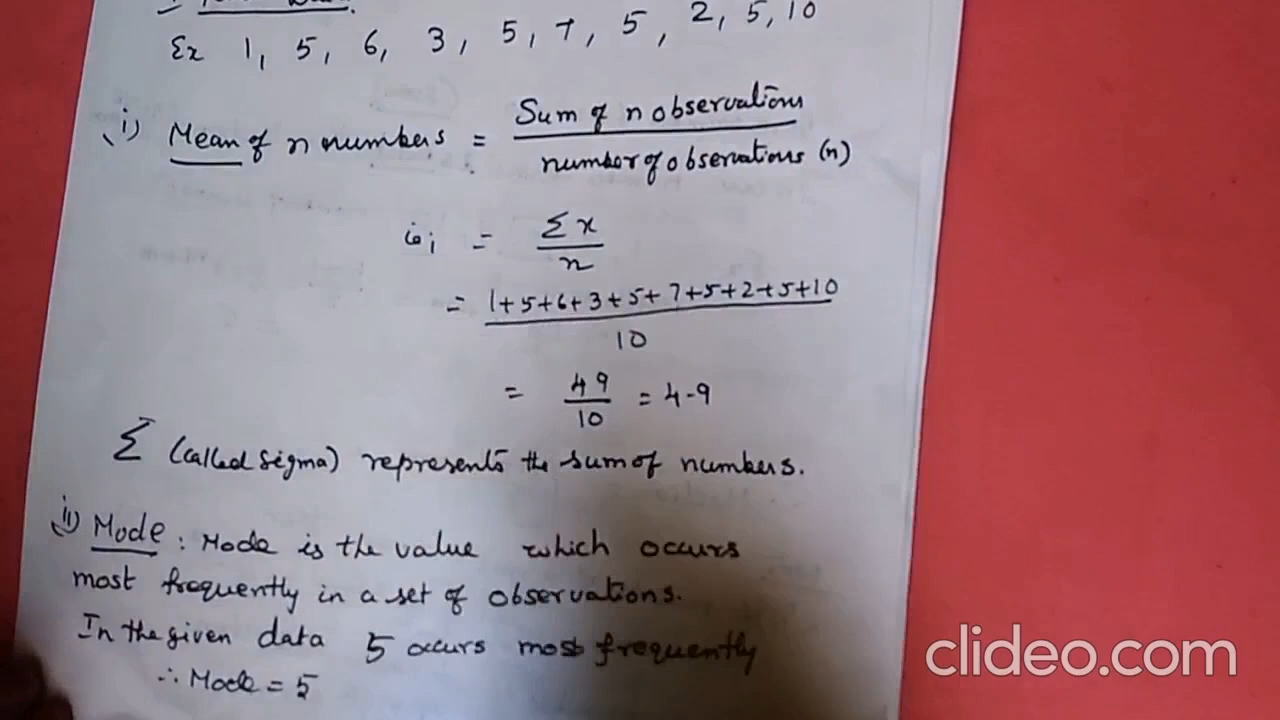 Ex 1, 5, 6, 3, 5, 7, 5, 2, 5, 10
i) Mean of n numbers = Sum of n observations / number of observations (n)
ie; = Σx / n
= 1+5+6+3+5+7+5+2+5+10 / 10
= 49 / 10 = 4.9
Σ (called sigma) represents the sum of numbers.
ii) Mode : Mode is the value which occurs
most frequently in a set of observations.
In the given data 5 occurs most frequently
∴ Mode = 5
clideo.com